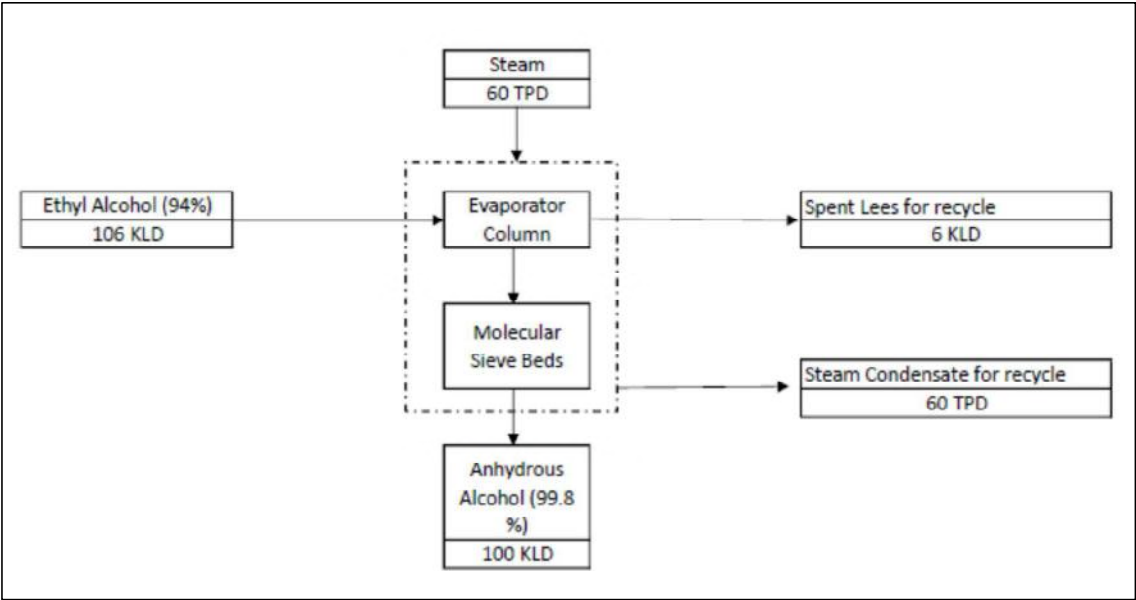 Steam
60 TPD
Ethyl Alcohol (94%)
106 KLD
Evaporator
Column
Spent Lees for recycle
6 KLD
Molecular
Sieve Beds
Steam Condensate for recycle
60 TPD
Anhydrous
Alcohol (99.8
%)
100 KLD